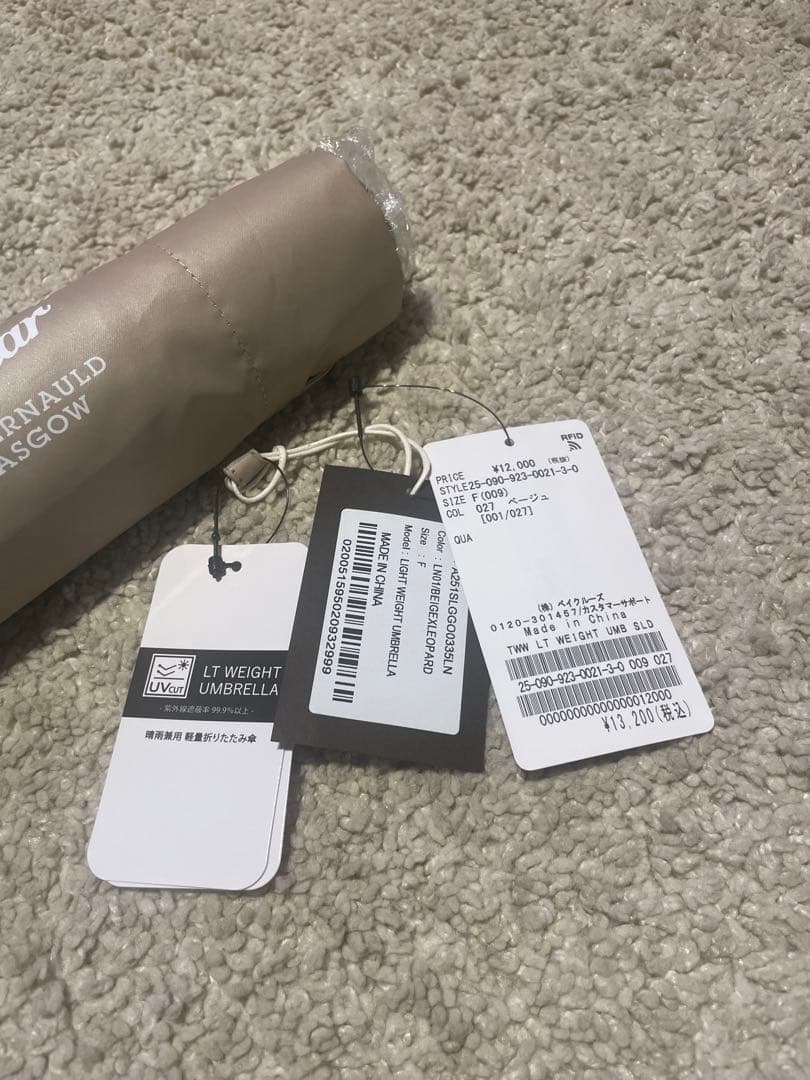 ERNAULD
ASGOW
LT WEIGHT
UMBRELLA
UV CUT
- 紫外線遮蔽率 99.9%以上 -
晴雨兼用 軽量折りたたみ傘
A251SLGGO0335LN
Color : LN01/BEIGEXLEOPARD
Size : F
Model : LIGHT WEIGHT UMBRELLA
MADE IN CHINA
020051595020932999
RFID
PRICE ¥12,000 (税抜)
STYLE25-090-923-0021-3-0
SIZE F(009)
COL 027 ベージュ
[001/027]
QUA
(株) ベイクルーズ
0120-301457/カスタマーサポート
Made in China
TWW LT WEIGHT UMB SLD
25-090-923-0021-3-0 009 027
0000000000000012000
¥13,200(税込)